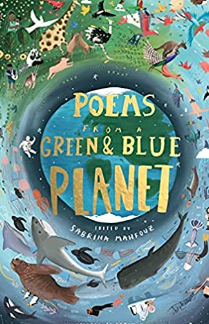 POEMS
FROM A
GREEN & BLUE
PLANET
EDITED BY
SABRINA MAHFOUZ